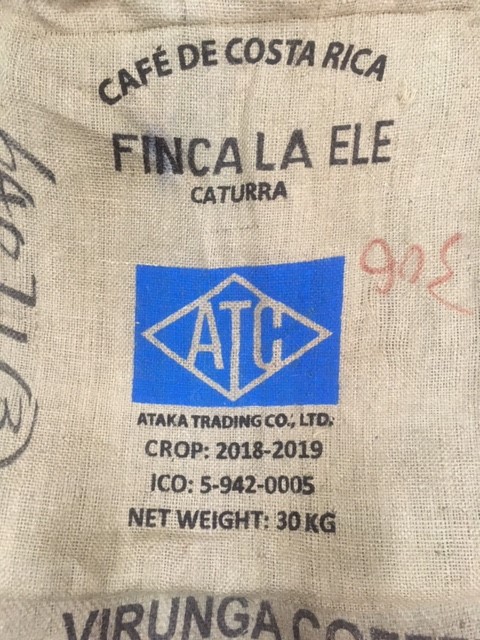 CAFÉ DE COSTA RICA
FINCA LA ELE
CATURRA
ATC
ATAKA TRADING CO., LTD.
CROP: 2018-2019
ICO: 5-942-0005
NET WEIGHT: 30 KG
VIRUNGA